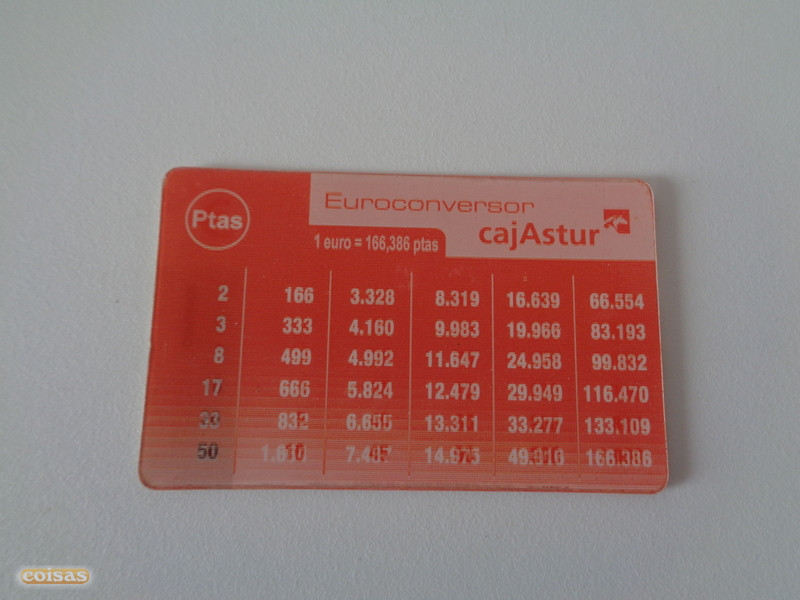 Ptas
Euroconversor
1 euro = 166,386 ptas
cajAstur
2 166 3.328 8.319 16.639 66.554
3 333 4.160 9.983 19.966 83.193
8 499 4.992 11.647 24.958 99.832
17 666 5.824 12.479 29.949 116.470
33 832 6.655 13.311 33.277 133.109
50 166.386
coisas